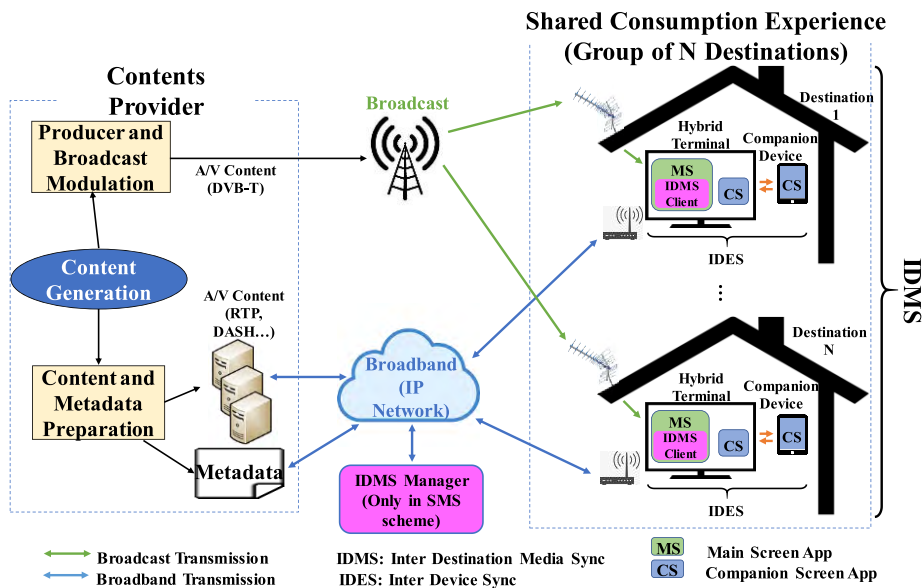 Shared Consumption Experience
(Group of N Destinations)
Contents
Provider
Producer and
Broadcast
Modulation
A/V Content
(DVB-T)
Broadcast
Content
Generation
A/V Content
(RTP,
DASH…)
Content and
Metadata
Preparation
Metadata
Broadband
(IP
Network)
IDMS Manager
(Only in SMS
scheme)
Destination
1
Hybrid
Terminal
Companion
Device
MS
IDMS
Client
CS
CS
IDES
...
Destination
N
Hybrid
Terminal
Companion
Device
MS
IDMS
Client
CS
CS
IDES
IDMS
Broadcast Transmission
Broadband Transmission
IDMS: Inter Destination Media Sync
IDES: Inter Device Sync
MS
Main Screen App
CS
Companion Screen App